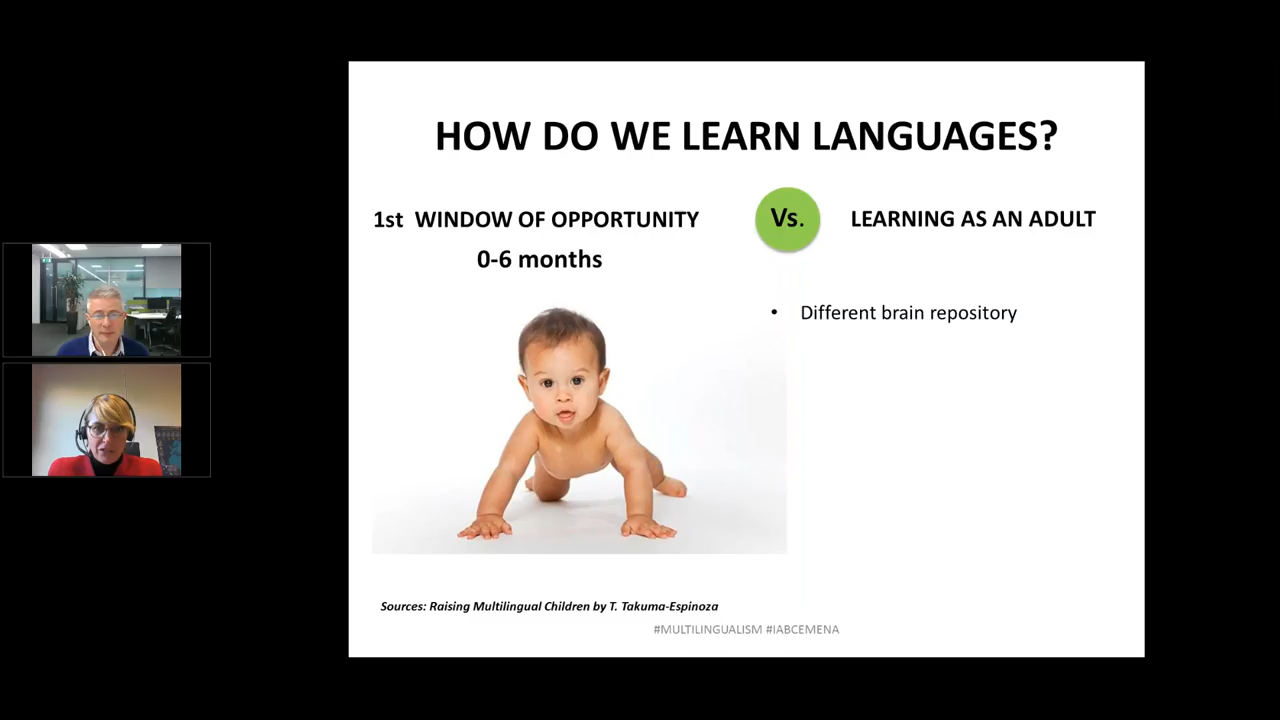 HOW DO WE LEARN LANGUAGES?
1st WINDOW OF OPPORTUNITY
0-6 months
Vs.
LEARNING AS AN ADULT
• Different brain repository
Sources: Raising Multilingual Children by T. Takuma-Espinoza
#MULTILINGUALISM #IABCEMENA